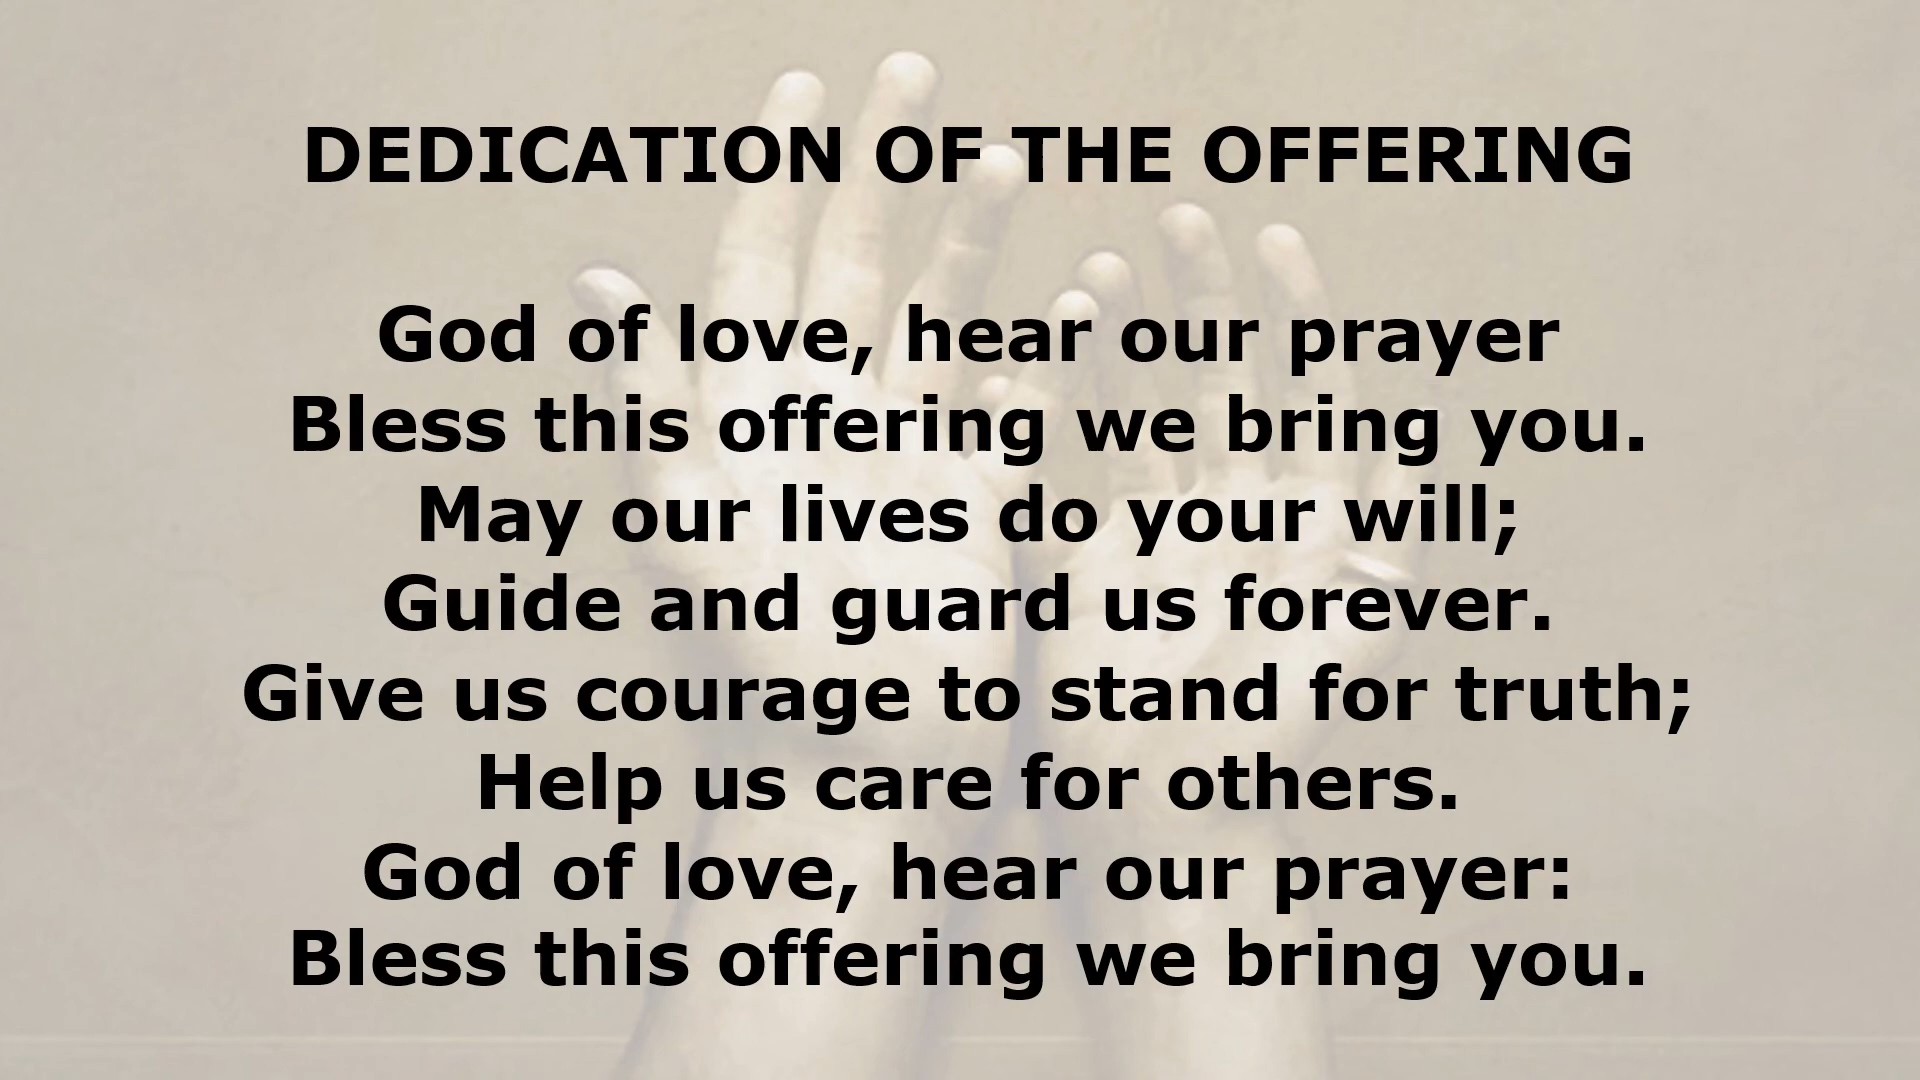 DEDICATION OF THE OFFERING
God of love, hear our prayer
Bless this offering we bring you.
May our lives do your will;
Guide and guard us forever.
Give us courage to stand for truth;
Help us care for others.
God of love, hear our prayer:
Bless this offering we bring you.